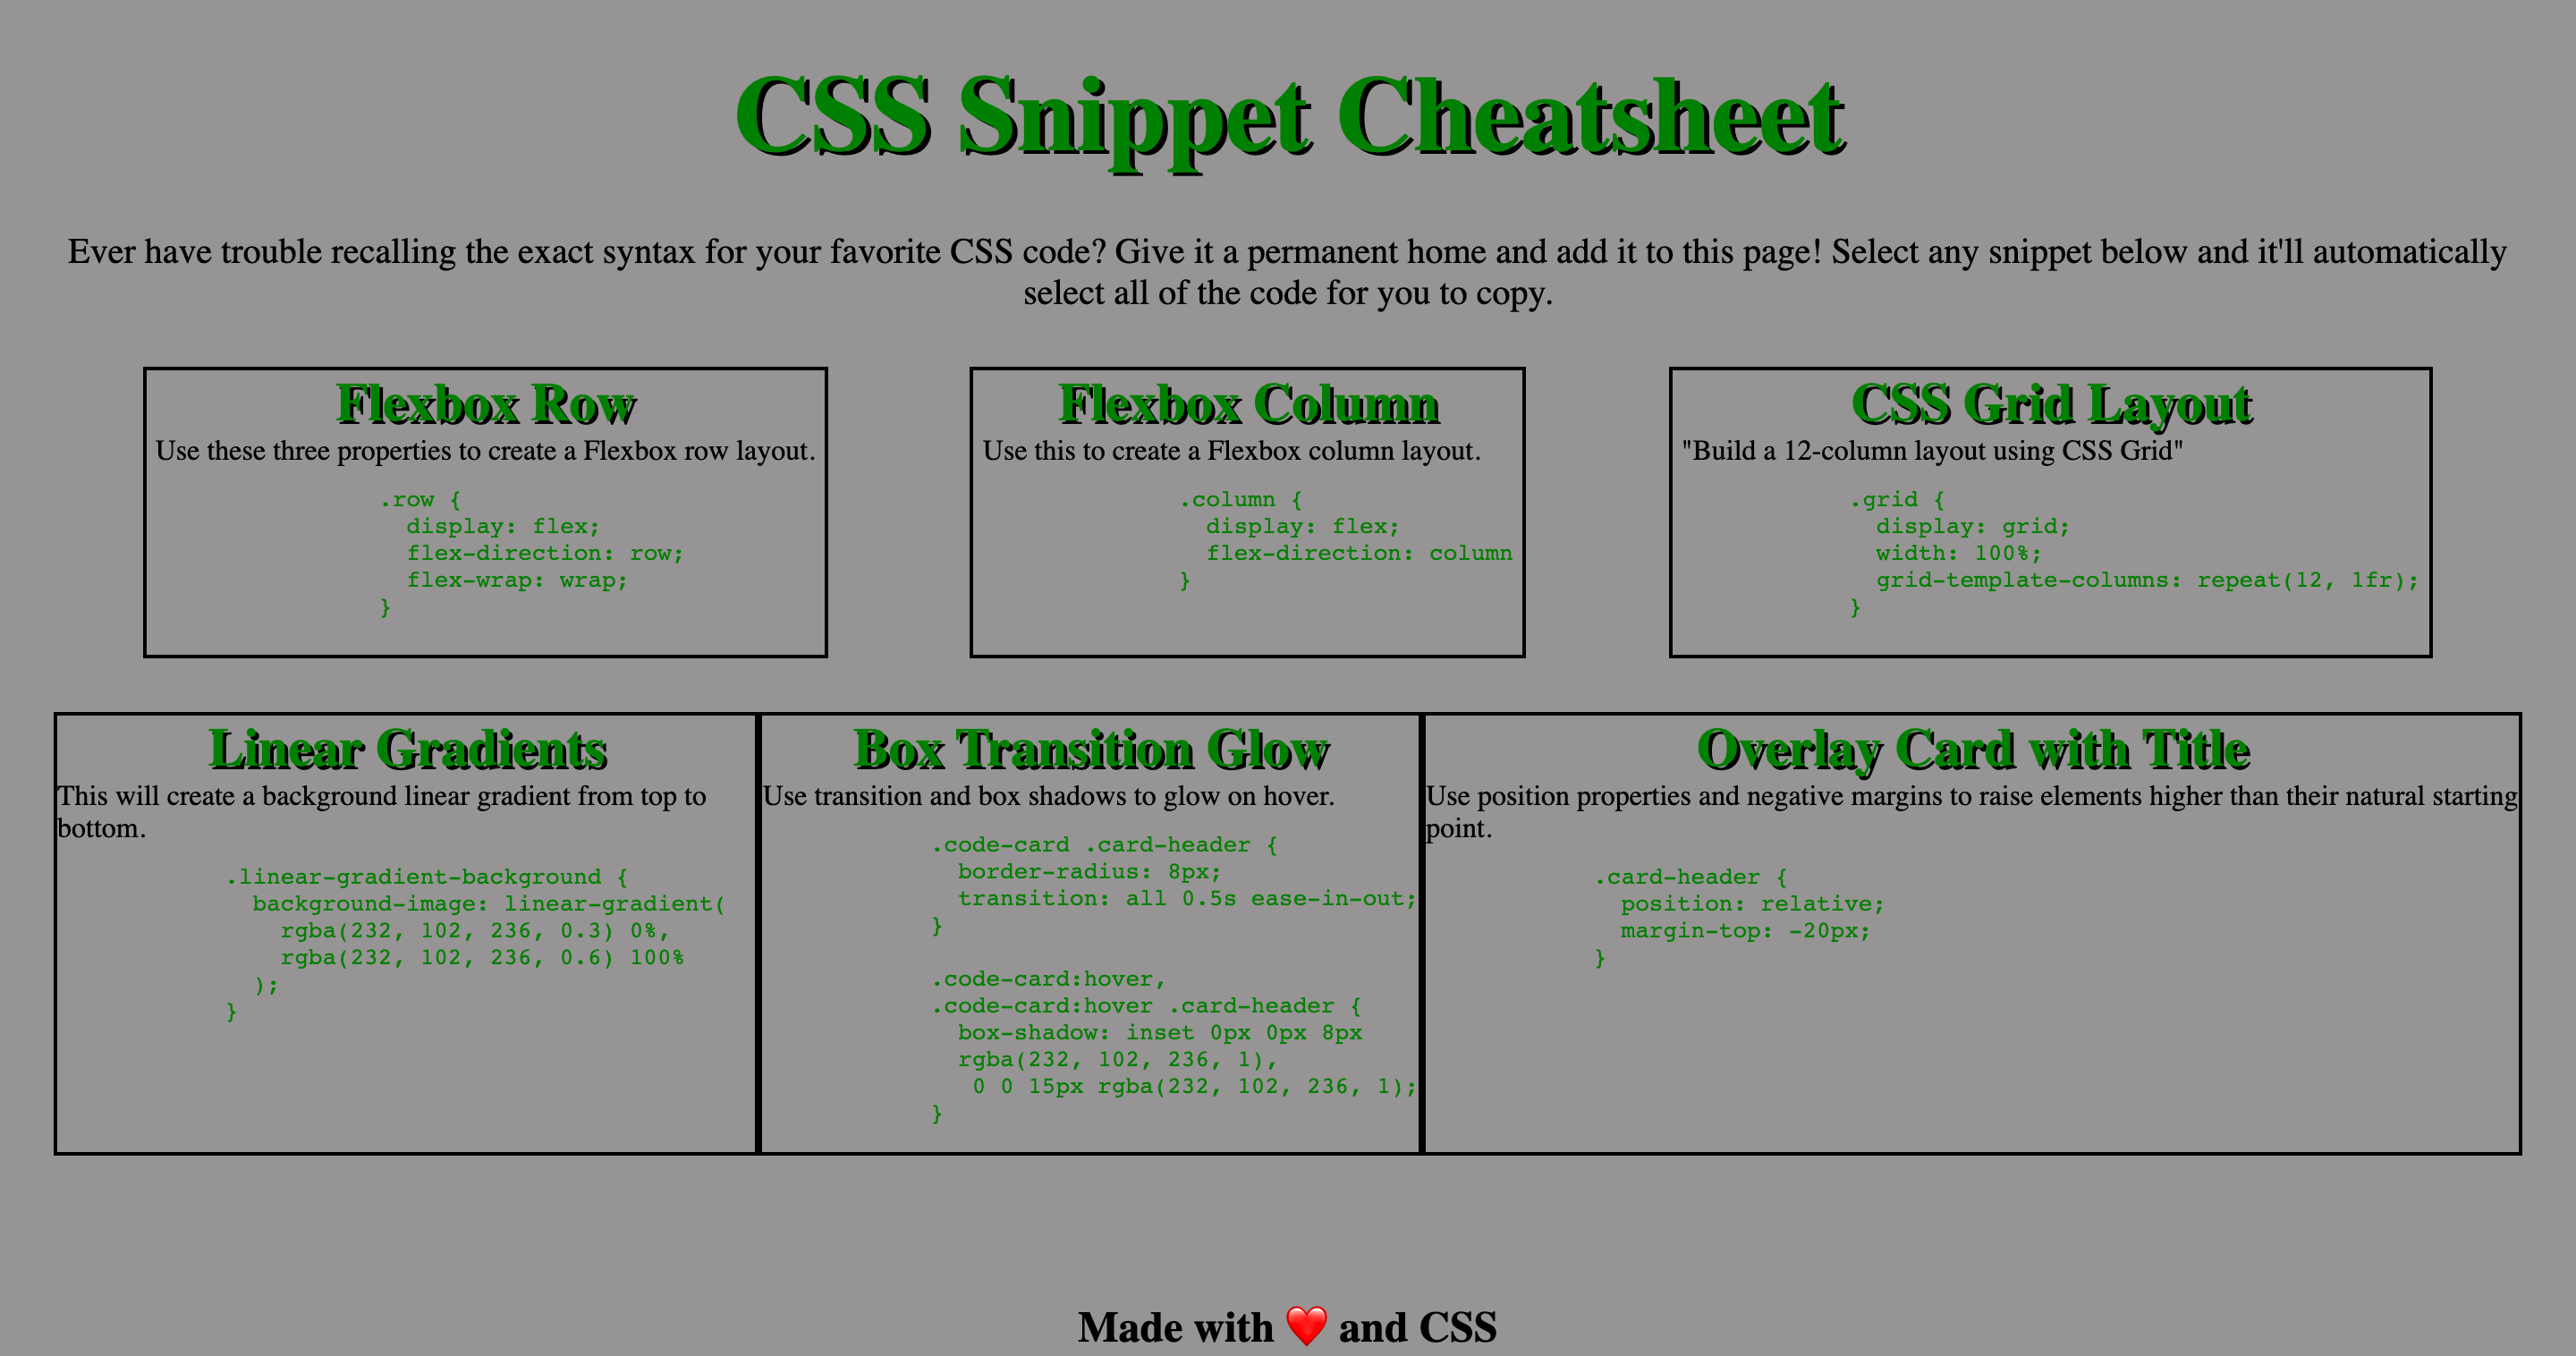 CSS Snippet Cheatsheet
Ever have trouble recalling the exact syntax for your favorite CSS code? Give it a permanent home and add it to this page! Select any snippet below and it'll automatically
select all of the code for you to copy.
Flexbox Row
Use these three properties to create a Flexbox row layout.
.row {
  display: flex;
  flex-direction: row;
  flex-wrap: wrap;
}
Flexbox Column
Use this to create a Flexbox column layout.
.column {
  display: flex;
  flex-direction: column
}
CSS Grid Layout
"Build a 12-column layout using CSS Grid"
.grid {
  display: grid;
  width: 100%;
  grid-template-columns: repeat(12, 1fr);
}
Linear Gradients
This will create a background linear gradient from top to
bottom.
.linear-gradient-background {
  background-image: linear-gradient(
    rgba(232, 102, 236, 0.3) 0%,
    rgba(232, 102, 236, 0.6) 100%
  );
}
Box Transition Glow
Use transition and box shadows to glow on hover.
.code-card .card-header {
  border-radius: 8px;
  transition: all 0.5s ease-in-out;
}
.code-card:hover,
.code-card:hover .card-header {
  box-shadow: inset 0px 0px 8px
  rgba(232, 102, 236, 1),
   0 0 15px rgba(232, 102, 236, 1);
}
Overlay Card with Title
Use position properties and negative margins to raise elements higher than their natural starting
point.
.card-header {
  position: relative;
  margin-top: -20px;
}
Made with ❤️ and CSS